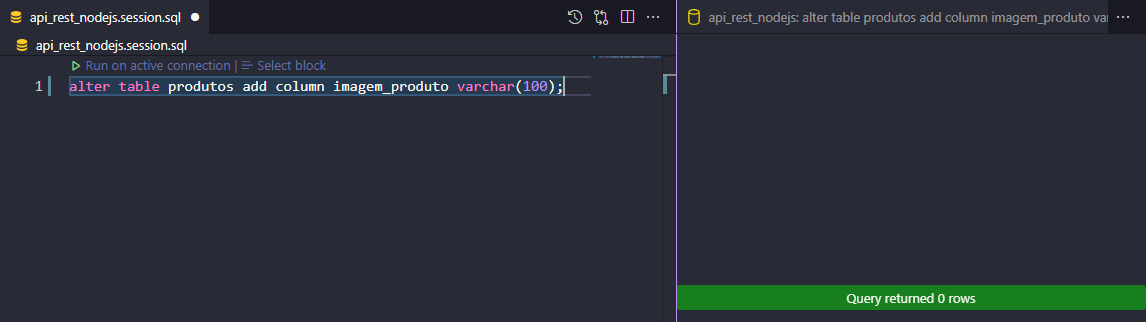 api_rest_nodejs.session.sql
api_rest_nodejs: alter table produtos add column imagem_produto var
api_rest_nodejs.session.sql
Run on active connection | Select block
1 alter table produtos add column imagem_produto varchar(100);
Query returned 0 rows